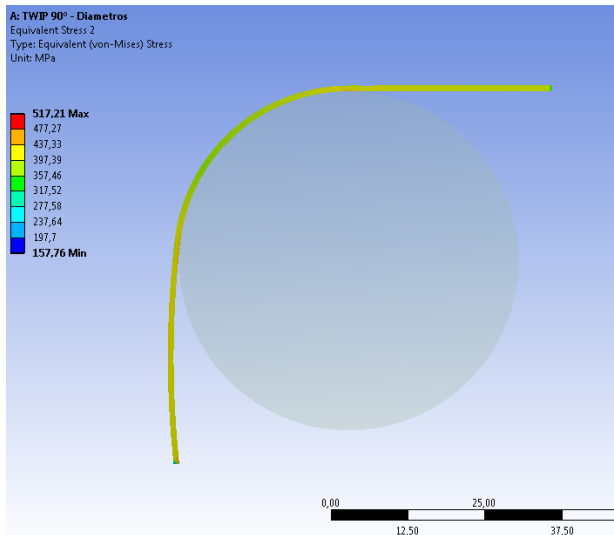 A: TWIP 90° - Diametros
Equivalent Stress 2
Type: Equivalent (von-Mises) Stress
Unit: MPa
517,21 Max
477,27
437,33
397,39
357,46
317,52
277,58
237,64
197,7
157,76 Min
0,00 25,00
12,50 37,50